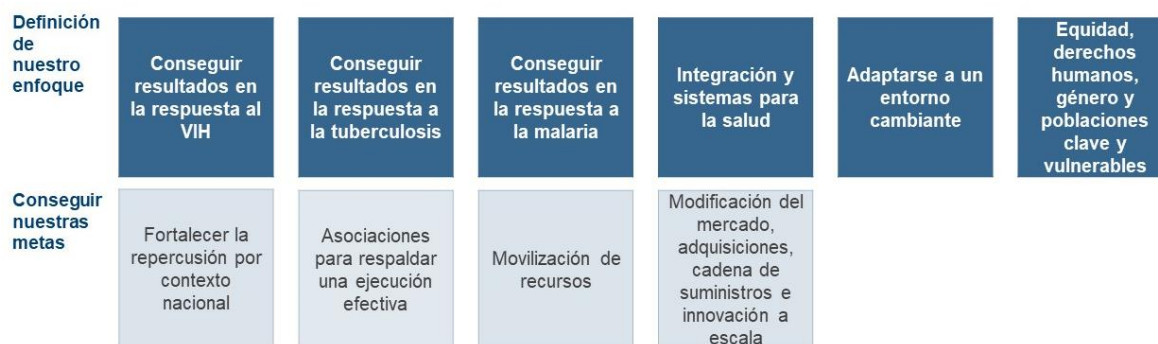 Definición
de
nuestro
enfoque
Conseguir
resultados en
la respuesta al
VIH
Conseguir
resultados en
la respuesta a
la tuberculosis
Conseguir
resultados en
la respuesta a
la malaria
Integración y
sistemas para
la salud
Adaptarse a un
entorno
cambiante
Equidad,
derechos
humanos,
género y
poblaciones
clave y
vulnerables
Conseguir
nuestras
metas
Fortalecer la
repercusión por
contexto
nacional
Asociaciones
para respaldar
una ejecución
efectiva
Movilización de
recursos
Modificación del
mercado,
adquisiciones,
cadena de
suministros e
innovación a
escala